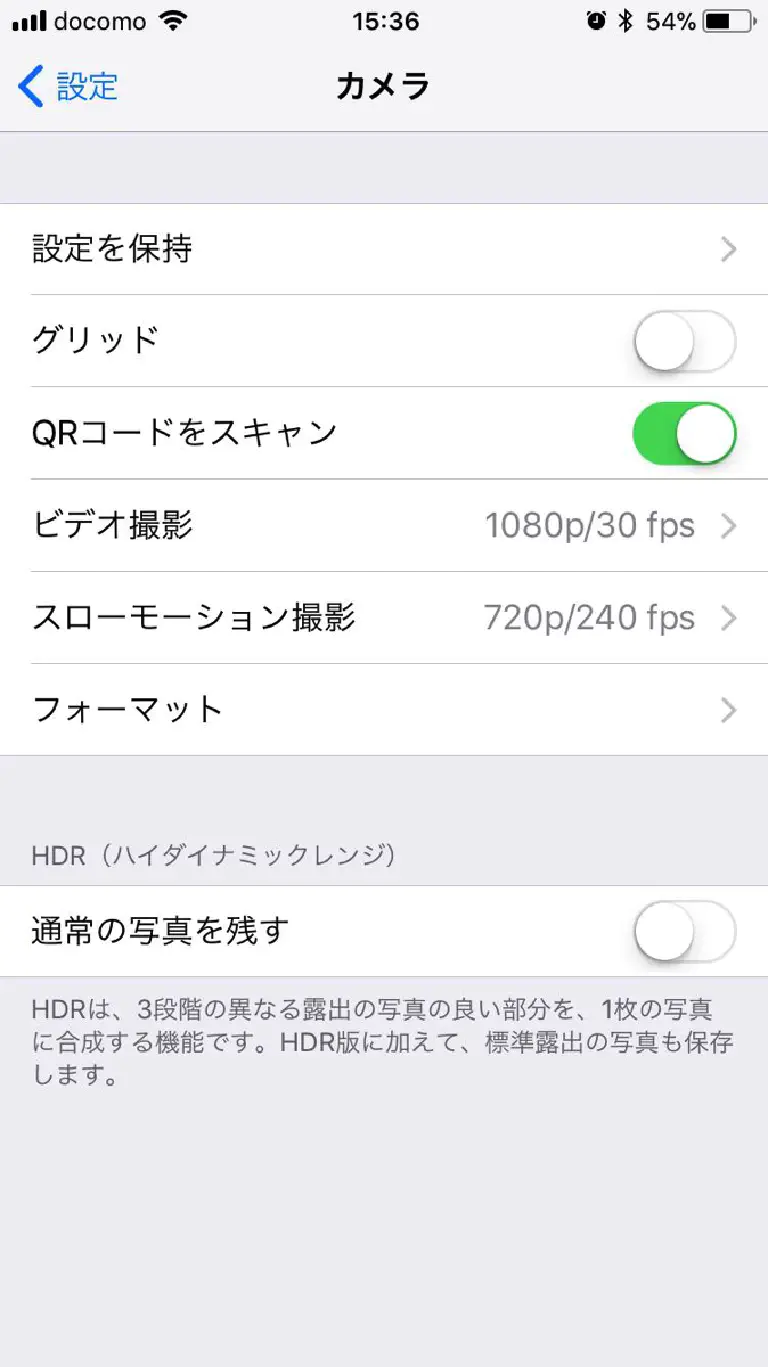 docomo 15:36 54%
設定 カメラ
設定を保持
グリッド
QRコードをスキャン
ビデオ撮影 1080p/30 fps
スローモーション撮影 720p/240 fps
フォーマット
HDR（ハイダイナミックレンジ）
通常の写真を残す
HDRは、3段階の異なる露出の写真の良い部分を、1枚の写真
に合成する機能です。HDR版に加えて、標準露出の写真も保存
します。